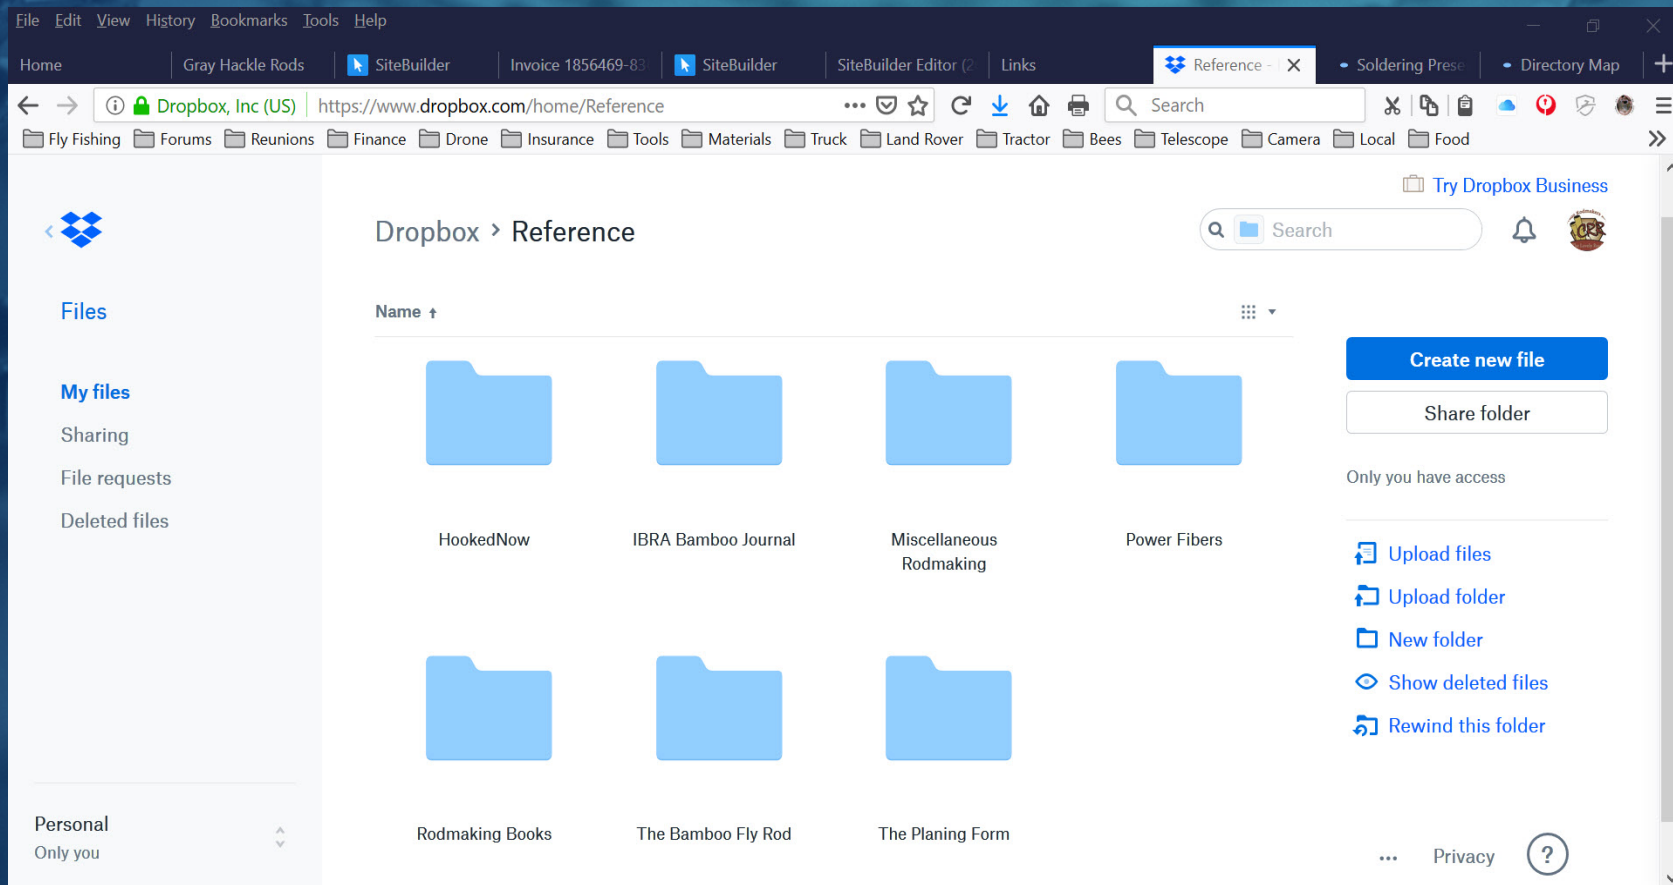 File Edit View History Bookmarks Tools Help
Home Gray Hackle Rods SiteBuilder Invoice 1856469-83 SiteBuilder SiteBuilder Editor (2 Links Reference - Soldering Prese Directory Map
Dropbox, Inc (US) https://www.dropbox.com/home/Reference Search
Fly Fishing Forums Reunions Finance Drone Insurance Tools Materials Truck Land Rover Tractor Bees Telescope Camera Local Food
Try Dropbox Business
Dropbox > Reference Search
CRR
Files
Name
My files
Sharing
File requests
Deleted files
HookedNow IBRA Bamboo Journal Miscellaneous Power Fibers
Rodmaking
Rodmaking Books The Bamboo Fly Rod The Planing Form
Create new file
Share folder
Only you have access
Upload files
Upload folder
New folder
Show deleted files
Rewind this folder
Personal
Only you
Privacy ?